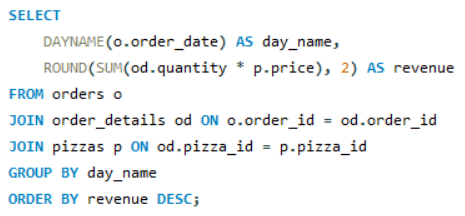 SELECT
    DAYNAME(o.order_date) AS day_name,
    ROUND(SUM(od.quantity * p.price), 2) AS revenue
FROM orders o
JOIN order_details od ON o.order_id = od.order_id
JOIN pizzas p ON od.pizza_id = p.pizza_id
GROUP BY day_name
ORDER BY revenue DESC;